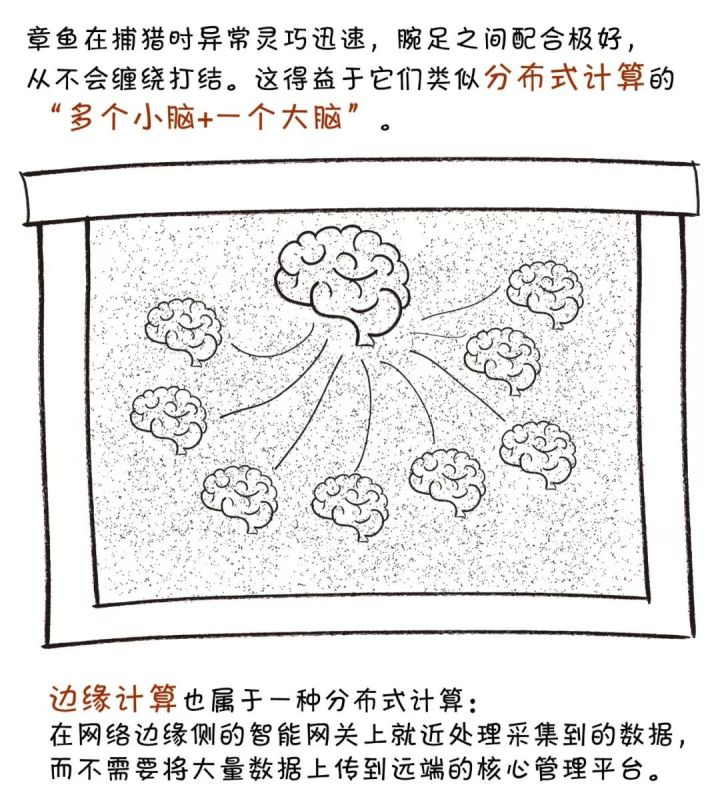 章鱼在捕猎时异常灵巧迅速，腕足之间配合极好，
从不会缠绕打结。这得益于它们类似分布式计算的
“多个小脑+一个大脑”。
边缘计算也属于一种分布式计算：
在网络边缘侧的智能网关上就近处理采集到的数据，
而不需要将大量数据上传到远端的核心管理平台。